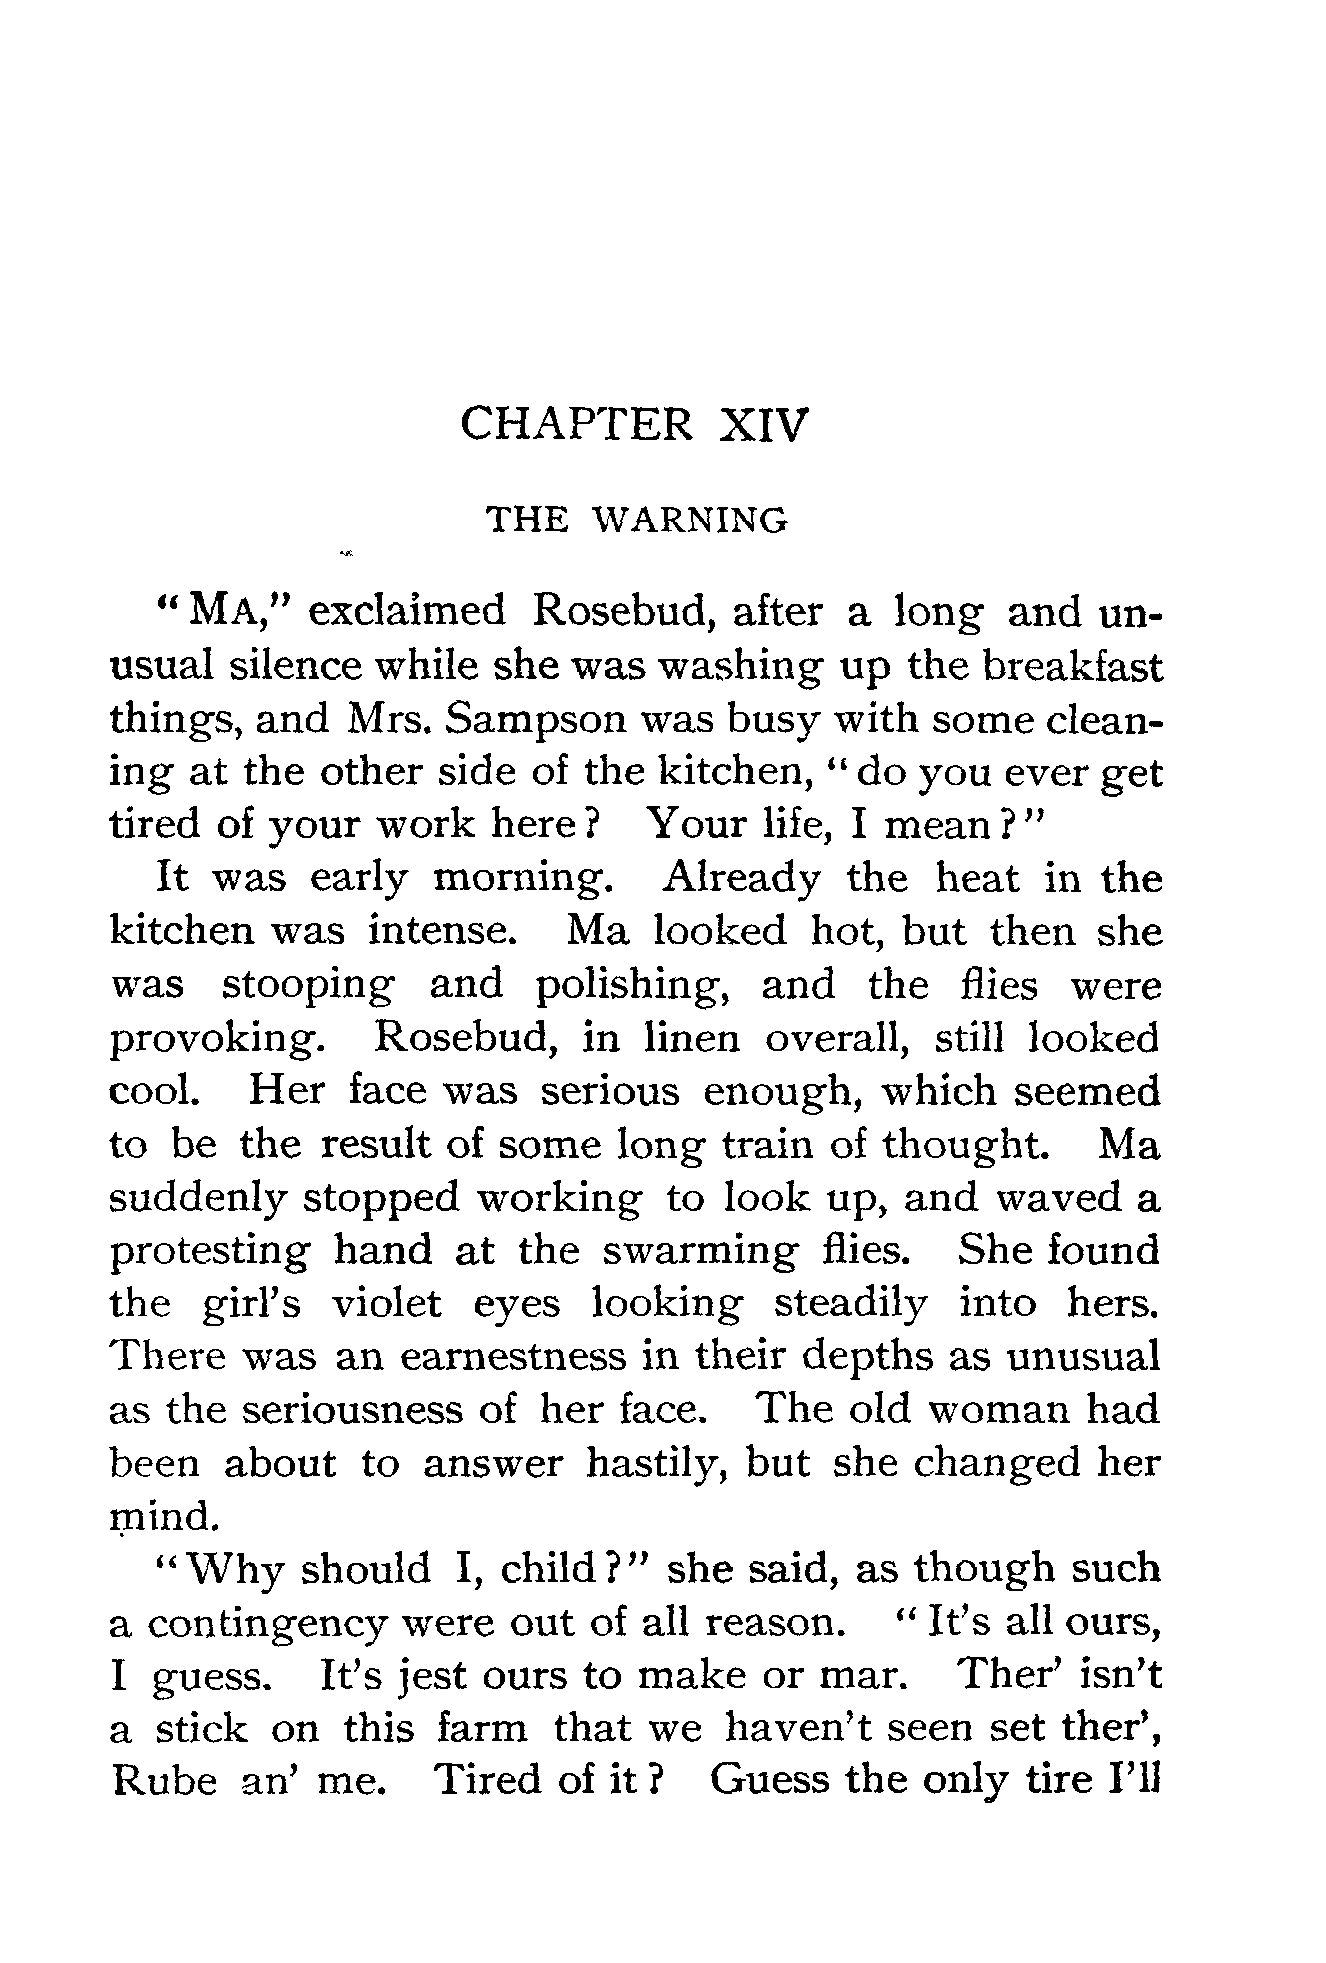 CHAPTER XIV
THE WARNING
“MA,” exclaimed Rosebud, after a long and un-
usual silence while she was washing up the breakfast
things, and Mrs. Sampson was busy with some clean-
ing at the other side of the kitchen, “do you ever get
tired of your work here? Your life, I mean?”
It was early morning. Already the heat in the
kitchen was intense. Ma looked hot, but then she
was stooping and polishing, and the flies were
provoking. Rosebud, in linen overall, still looked
cool. Her face was serious enough, which seemed
to be the result of some long train of thought. Ma
suddenly stopped working to look up, and waved a
protesting hand at the swarming flies. She found
the girl’s violet eyes looking steadily into hers.
There was an earnestness in their depths as unusual
as the seriousness of her face. The old woman had
been about to answer hastily, but she changed her
mind.
“Why should I, child?” she said, as though such
a contingency were out of all reason. “It’s all ours,
I guess. It’s jest ours to make or mar. Ther’ isn’t
a stick on this farm that we haven’t seen set ther’,
Rube an’ me. Tired of it? Guess the only tire I’ll